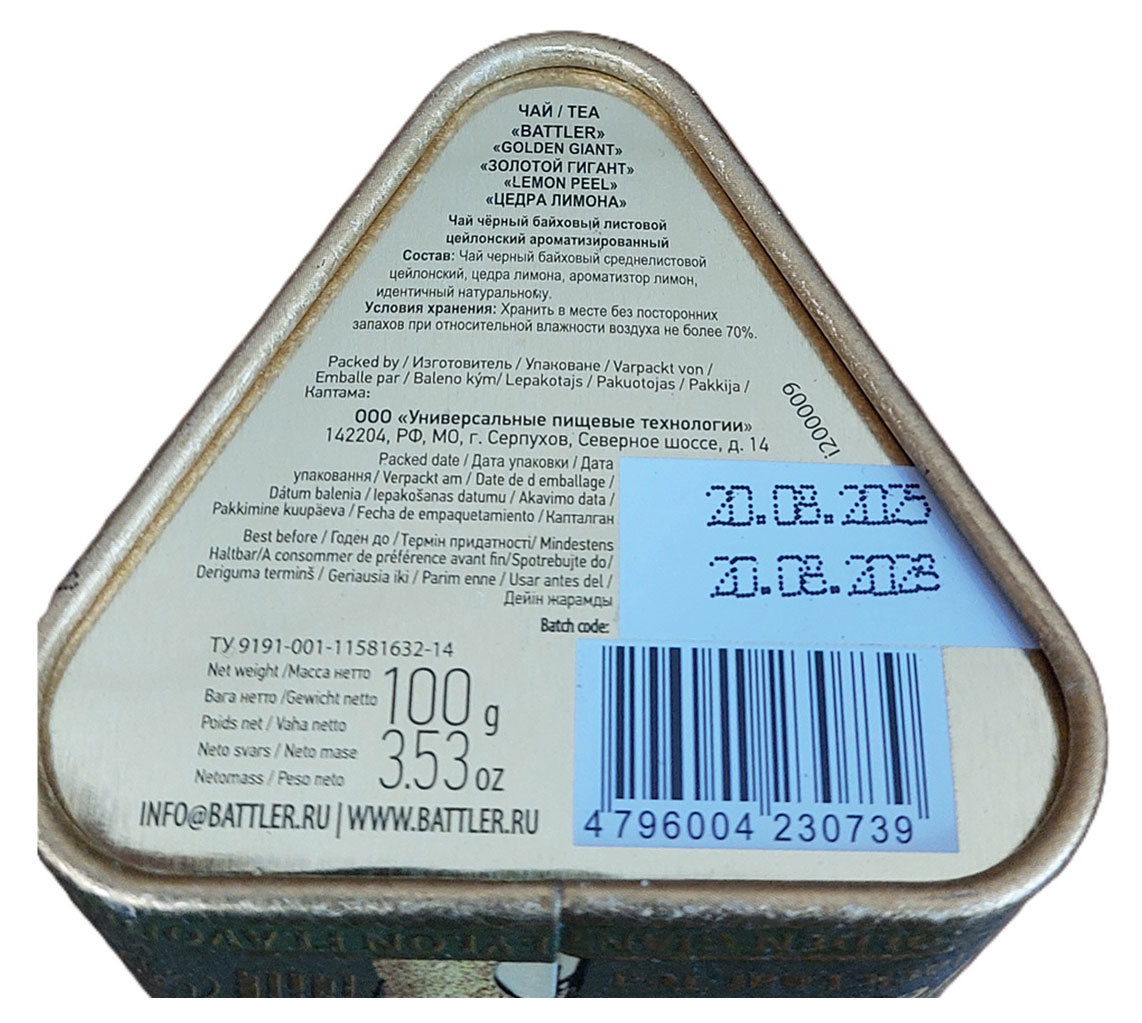 ЧАЙ / TEA
«BATTLER»
«GOLDEN GIANT»
«ЗОЛОТОЙ ГИГАНТ»
«LEMON PEEL»
«ЦЕДРА ЛИМОНА»
Чай чёрный байховый листовой
цейлонский ароматизированный
Состав: Чай черный байховый среднелистовой
цейлонский, цедра лимона, ароматизтор лимон,
идентичный натуральному.
Условия хранения: Хранить в месте без посторонних
запахов при относительной влажности воздуха не более 70%.
Packed by / Изготовитель / Упаковане / Varpackt von /
Emballe par / Baleno kým/ Lepakotajs / Pakuotojas / Pakkija /
Каптама:
i200009
ООО «Универсальные пищевые технологии»
142204, РФ, МО, г. Серпухов, Северное шоссе, д. 14
Packed date / Дата упаковки / Дата
упаковання / Verpackt am / Date de d emballage /
Dátum balenia / Iepakošanas datumu / Akavimo data /
Pakkimine kuupäeva / Fecha de empaquetamiento / Капталган
20.08.2025
Best before / Годен до / Термін придатності/ Mindestens
Haltbar/A consommer de préférence avant fin/Spotrebujte do/
Deriguma terminš / Geriausia iki / Parim enne / Usar antes del /
Дейін жарамды
20.08.2028
Batch code:
ТУ 9191-001-11581632-14
Net weight /Масса нетто
Вага нетто /Gewicht netto
Poids net / Vaha netto
Neto svars / Neto mase
Netomass / Peso neto
100 g
3.53 oz
INFO@BATTLER.RU | WWW.BATTLER.RU
4 796004 230739